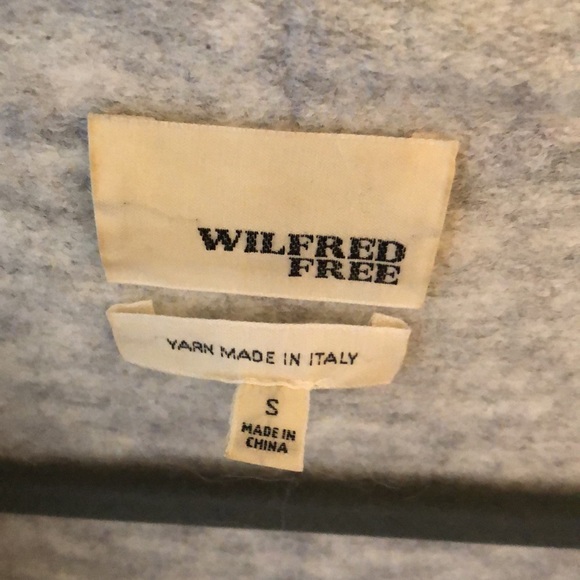 WILFRED
FREE
YARN MADE IN ITALY
S
MADE IN
CHINA